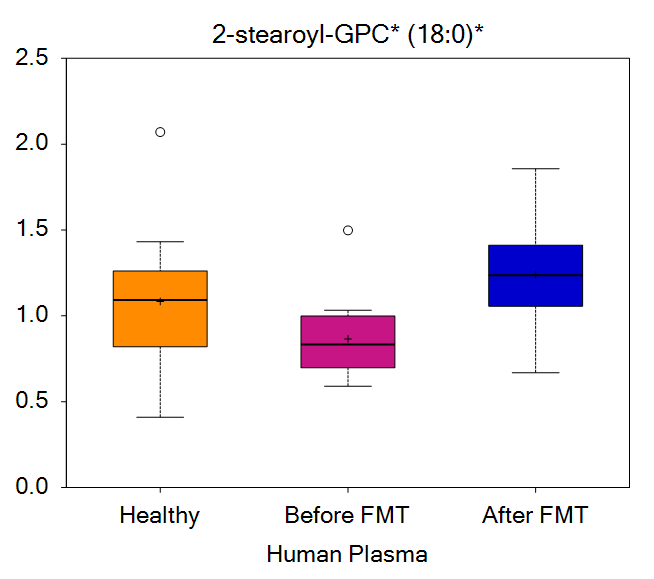 2-stearoyl-GPC* (18:0)*
2.5
2.0
1.5
1.0
0.5
0.0
Healthy Before FMT After FMT
Human Plasma